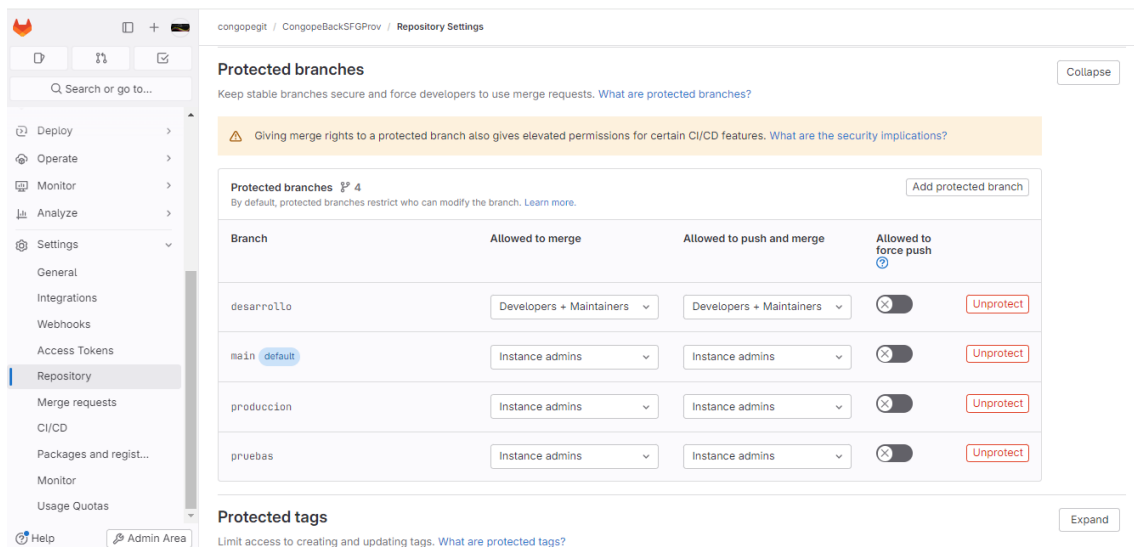 congopegit / CongopeBackSFGProv / Repository Settings
Search or go to...
Deploy
Operate
Monitor
Analyze
Settings
General
Integrations
Webhooks
Access Tokens
Repository
Merge requests
CI/CD
Packages and regist...
Monitor
Usage Quotas
Help
Admin Area
Protected branches
Collapse
Keep stable branches secure and force developers to use merge requests. What are protected branches?
Giving merge rights to a protected branch also gives elevated permissions for certain CI/CD features. What are the security implications?
Protected branches 4
Add protected branch
By default, protected branches restrict who can modify the branch. Learn more.
Branch Allowed to merge Allowed to push and merge Allowed to
force push
desarrollo Developers + Maintainers Developers + Maintainers Unprotect
main default Instance admins Instance admins Unprotect
produccion Instance admins Instance admins Unprotect
pruebas Instance admins Instance admins Unprotect
Protected tags
Expand
Limit access to creating and updating tags. What are protected tags?